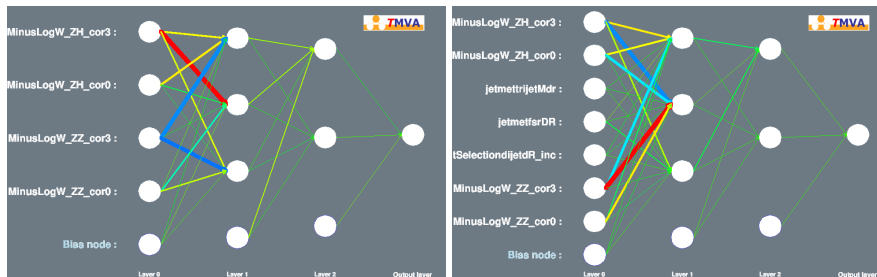 MinusLogW_ZH_cor3 :
MinusLogW_ZH_cor0 :
MinusLogW_ZZ_cor3 :
MinusLogW_ZZ_cor0 :
Bias node :
Layer 0
Layer 1
Layer 2
Output layer
TMVA
MinusLogW_ZH_cor3 :
MinusLogW_ZH_cor0 :
jetmettrijetMdr :
jetmetfsrDR :
tSelectiondijetdR_inc :
MinusLogW_ZZ_cor3 :
MinusLogW_ZZ_cor0 :
Bias node :
Layer 0
Layer 1
Layer 2
Output layer
TMVA